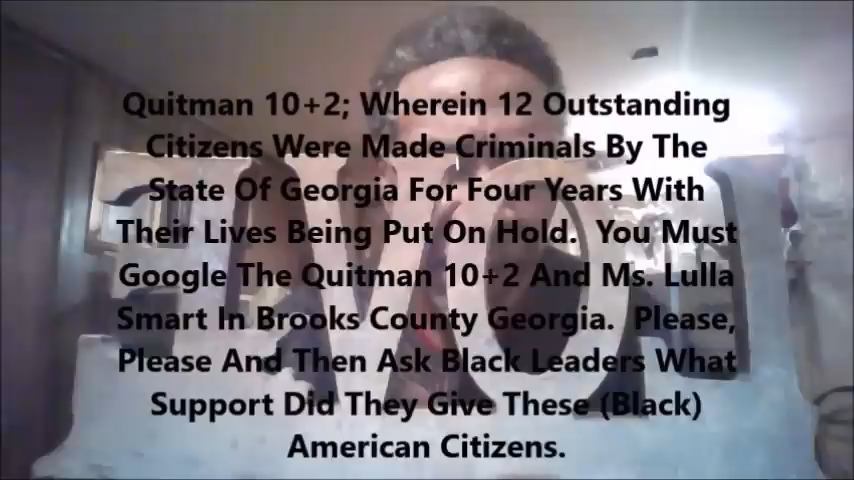 Quitman 10+2; Wherein 12 Outstanding
Citizens Were Made Criminals By The
State Of Georgia For Four Years With
Their Lives Being Put On Hold.  You Must
Google The Quitman 10+2 And Ms. Lulla
Smart In Brooks County Georgia.  Please,
Please And Then Ask Black Leaders What
Support Did They Give These (Black)
American Citizens.